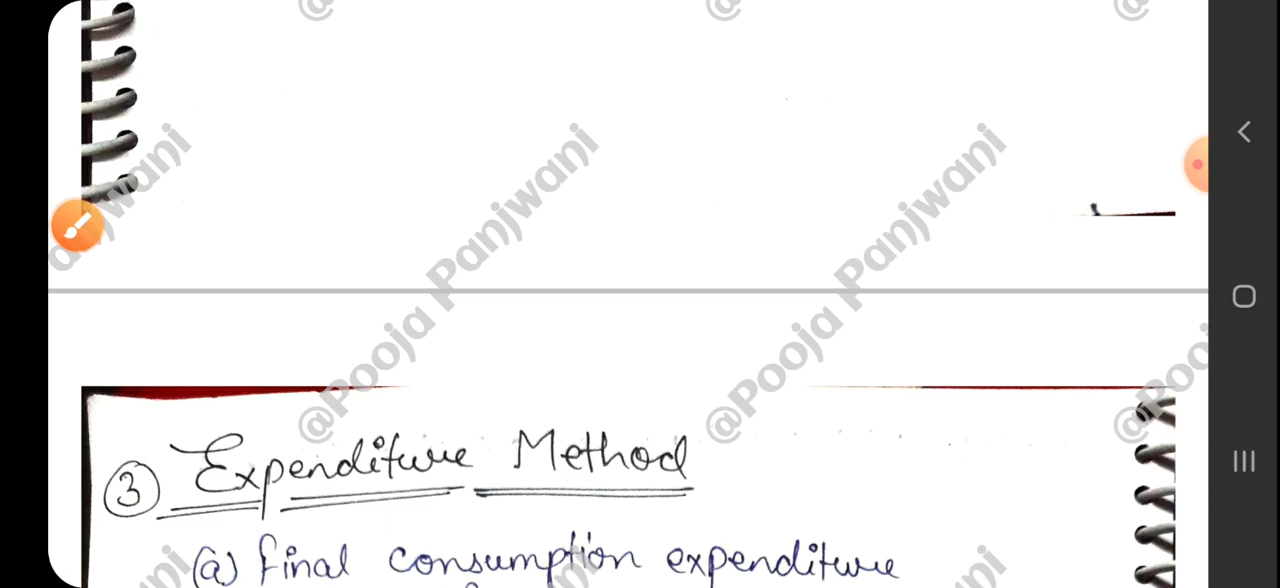 @Pooja Panjwani
@Pooja Panjwani
③ Expenditure Method
(a) final consumption expenditure